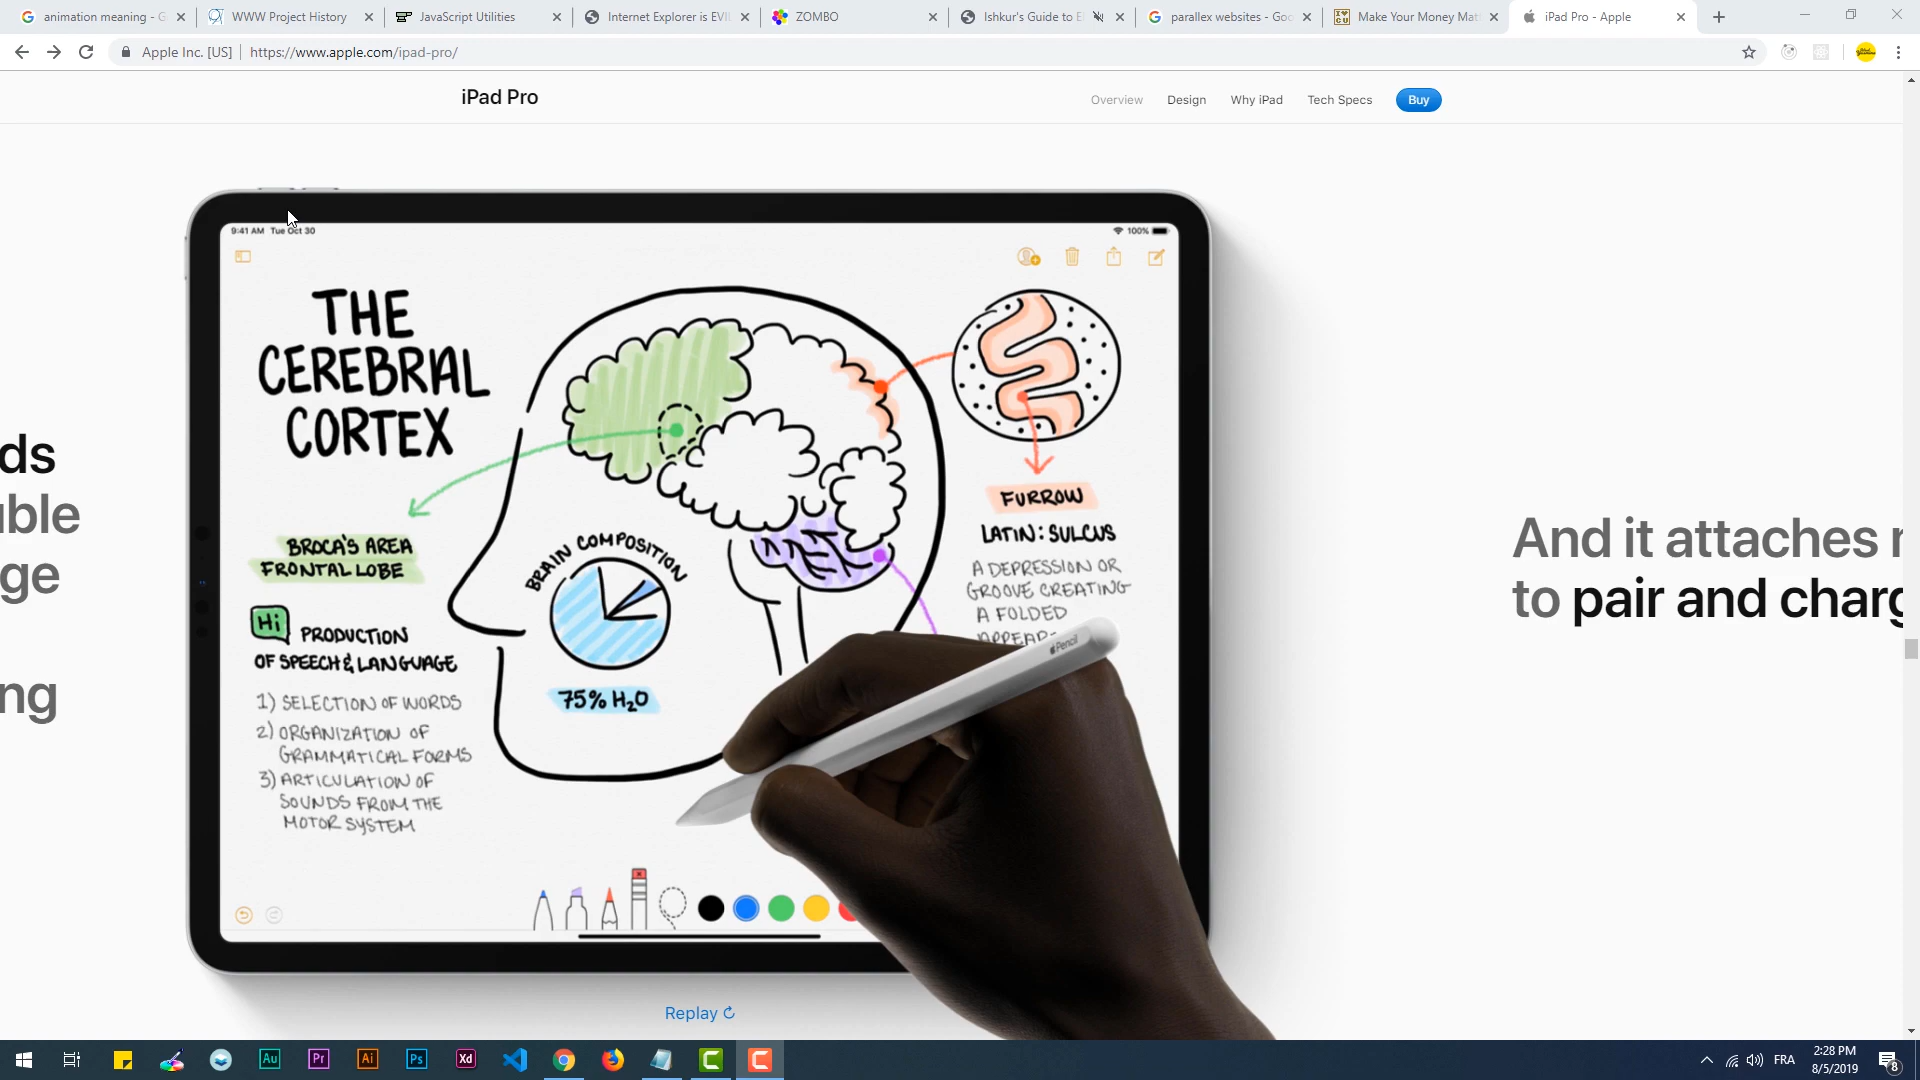 animation meaning - G
WWW Project History
JavaScript Utilities
Internet Explorer is EVIL
ZOMBO
Ishkur's Guide to E
parallex websites - Goo
Make Your Money Mat
iPad Pro - Apple
Apple Inc. [US]
https://www.apple.com/ipad-pro/
iPad Pro
Overview
Design
Why iPad
Tech Specs
Buy
9:41 AM Tue Oct 30
100%
THE
CEREBRAL
CORTEX
BROCA'S AREA
FRONTAL LOBE
Hi PRODUCTION
OF SPEECH & LANGUAGE
1) SELECTION OF WORDS
2) ORGANIZATION OF
GRAMMATICAL FORMS
3) ARTICULATION OF
SOUNDS FROM THE
MOTOR SYSTEM
BRAIN COMPOSITION
75% H2O
FURROW
LATIN: SULCUS
A DEPRESSION OR
GROOVE CREATING
A FOLDED
Pencil
ds
able
ge
ng
And it attaches
to pair and charg
Replay
Au
Pr
Ai
Ps
Xd
FRA
2:28 PM
8/5/2019
8